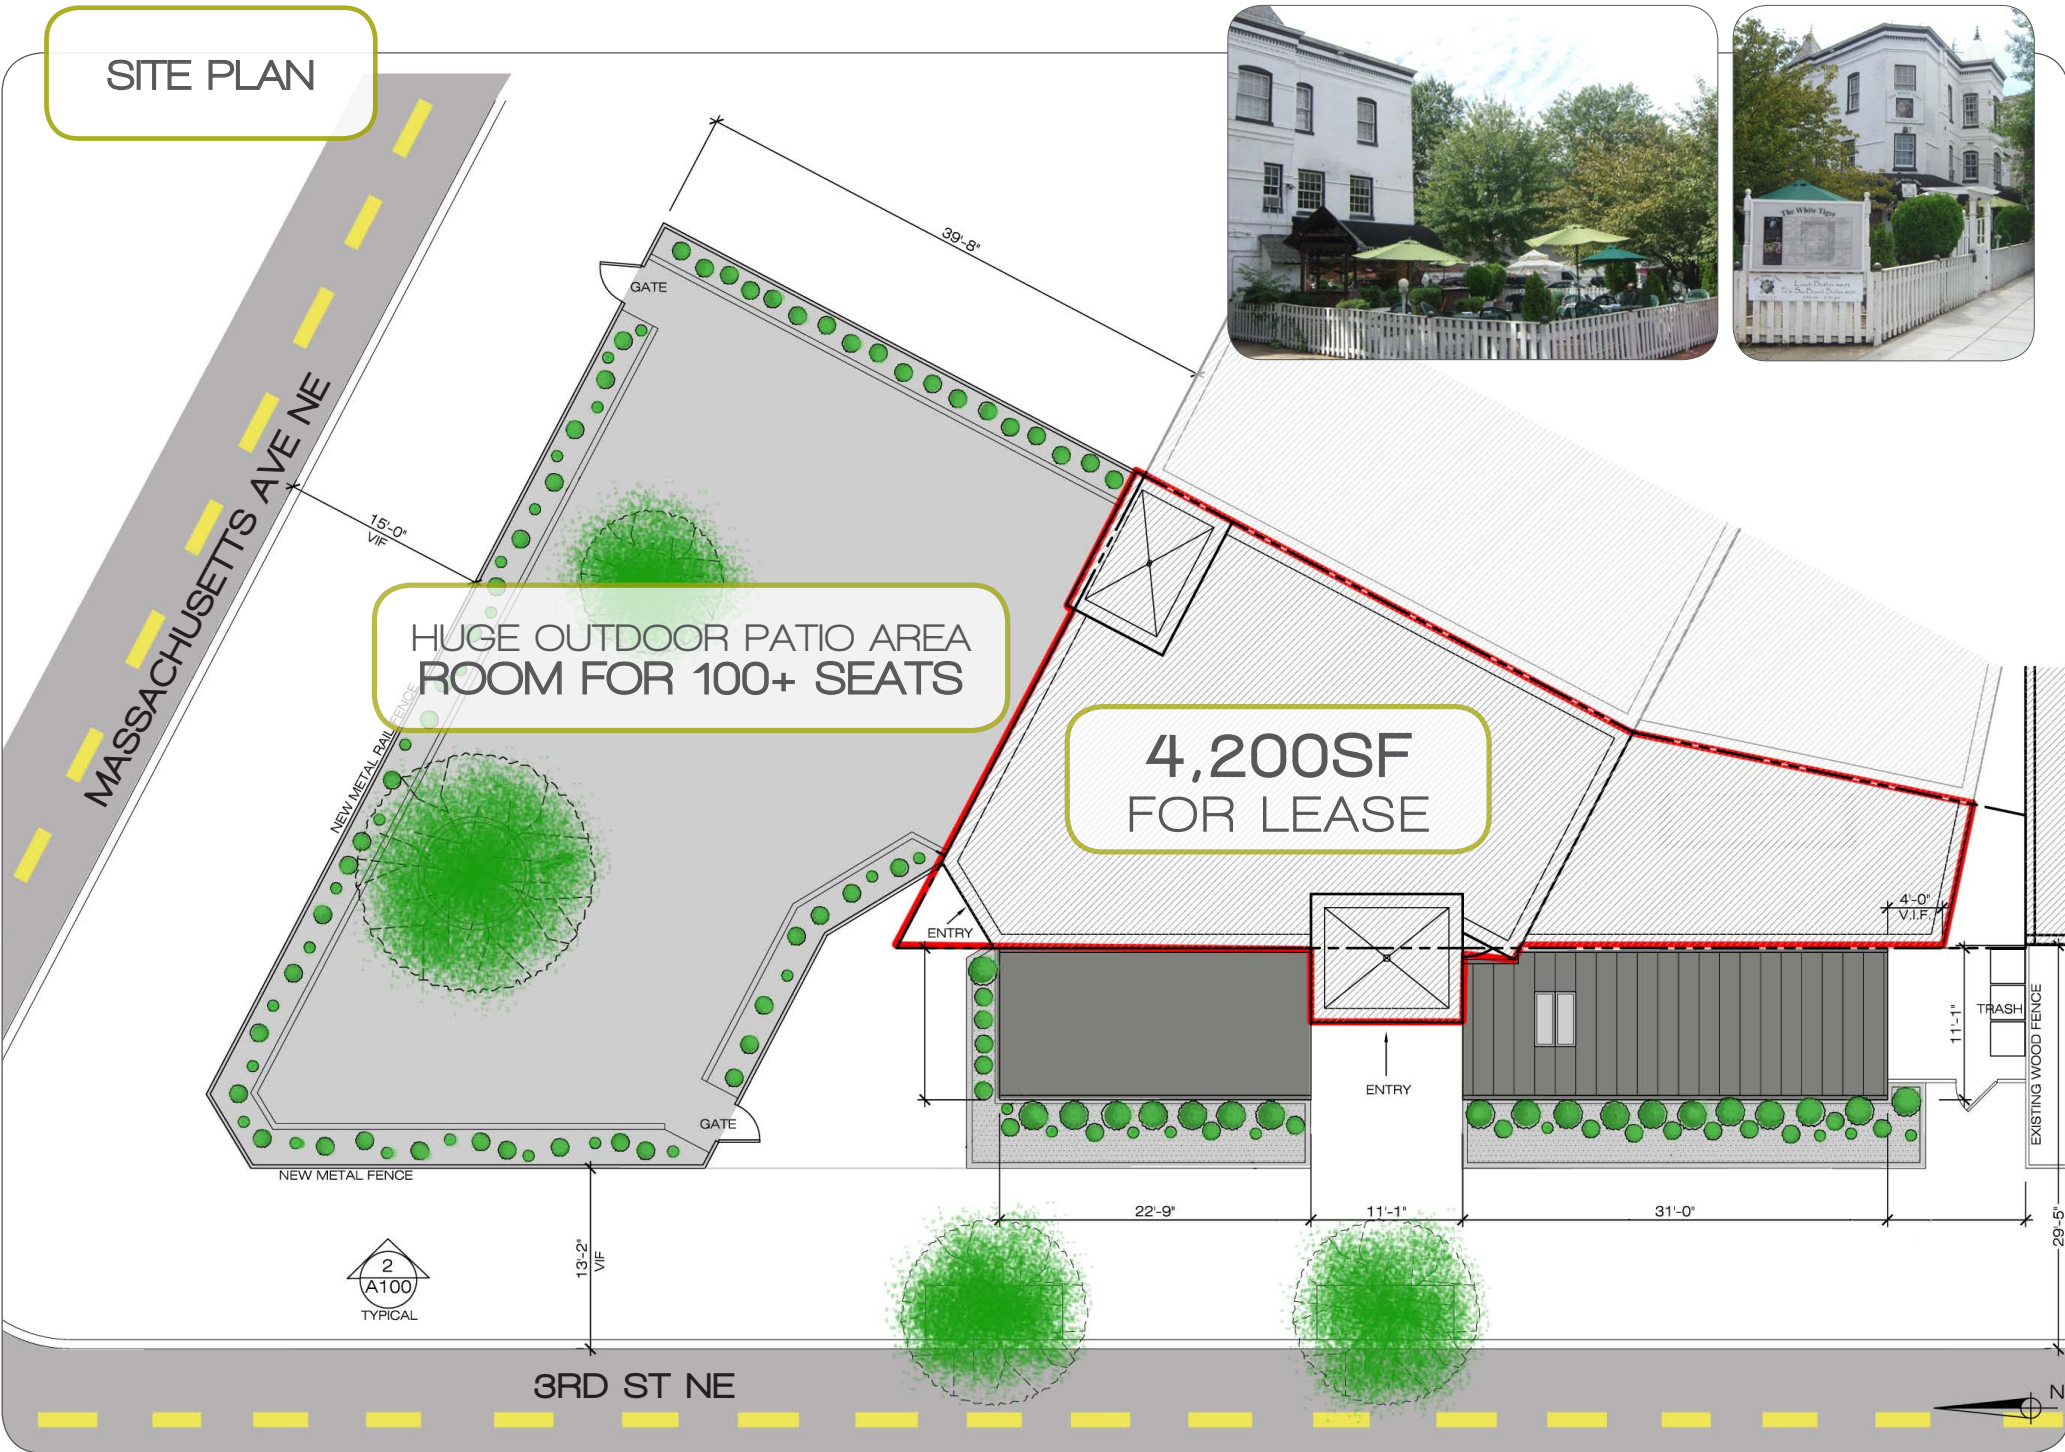 SITE PLAN
The White Tiger
39'-8"
GATE
MASSACHUSETTS AVE NE
15'-0"
VIF
HUGE OUTDOOR PATIO AREA
ROOM FOR 100+ SEATS
NEW METAL RAIL FENCE
4,200SF
FOR LEASE
4'-0"
V.I.F.
ENTRY
ENTRY
11'-1"
TRASH
EXISTING WOOD FENCE
GATE
NEW METAL FENCE
22'-9"
11'-1"
31'-0"
29'-5"
13'-2"
VIF
2
A100
TYPICAL
3RD ST NE
N